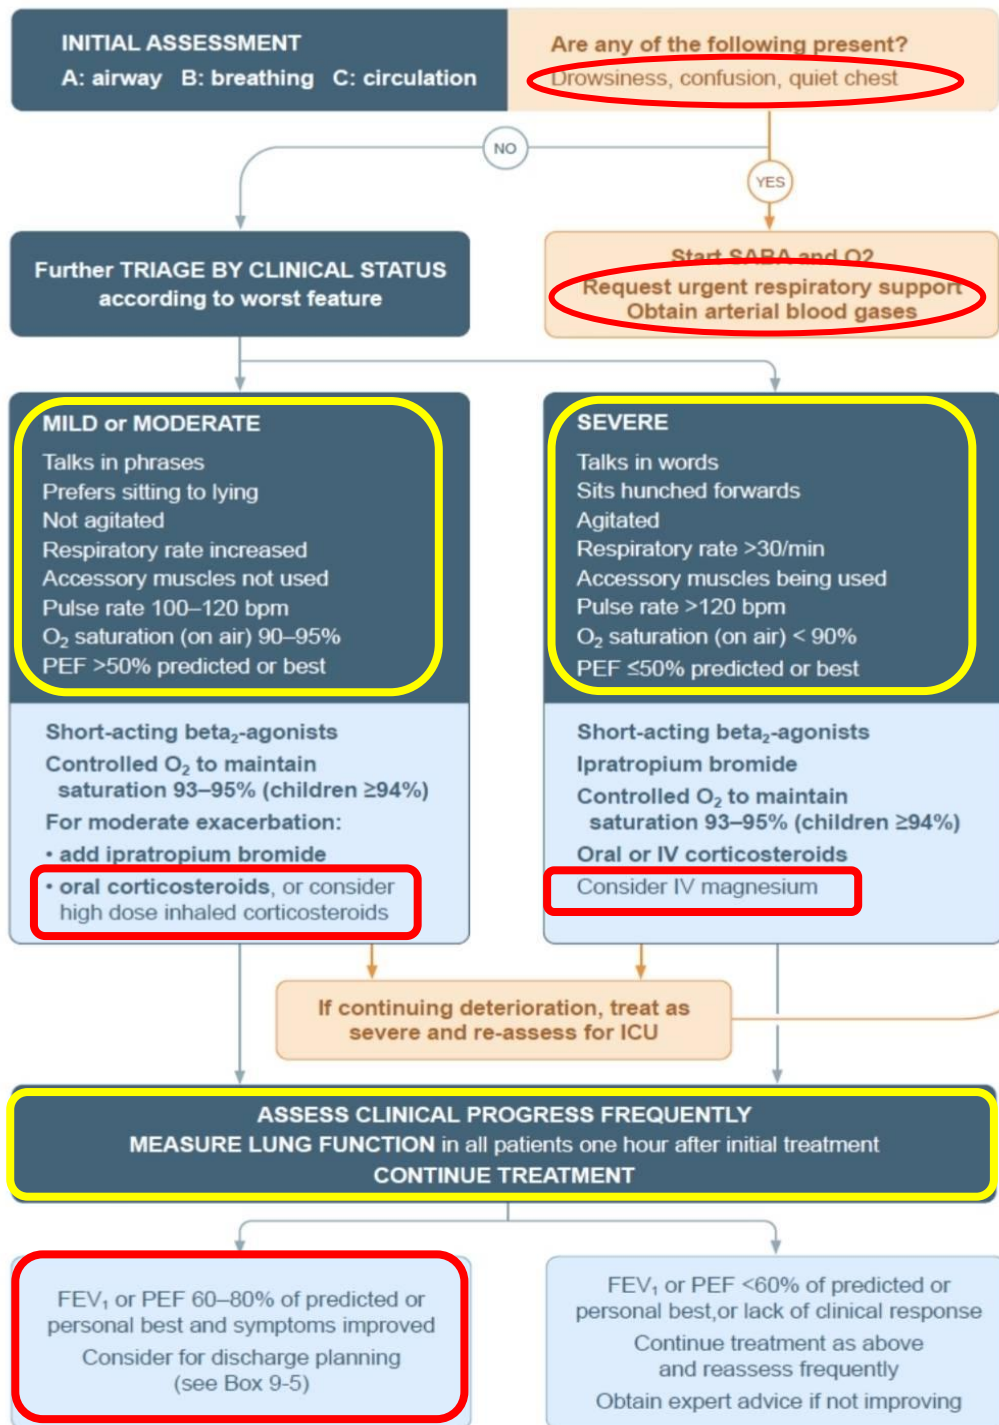 INITIAL ASSESSMENT
A: airway B: breathing C: circulation
Are any of the following present?
Drowsiness, confusion, quiet chest
NO
YES
Further TRIAGE BY CLINICAL STATUS
according to worst feature
Start SABA and O2
Request urgent respiratory support
Obtain arterial blood gases
MILD or MODERATE
Talks in phrases
Prefers sitting to lying
Not agitated
Respiratory rate increased
Accessory muscles not used
Pulse rate 100–120 bpm
O₂ saturation (on air) 90–95%
PEF >50% predicted or best
SEVERE
Talks in words
Sits hunched forwards
Agitated
Respiratory rate >30/min
Accessory muscles being used
Pulse rate >120 bpm
O₂ saturation (on air) < 90%
PEF ≤50% predicted or best
Short-acting beta₂-agonists
Controlled O₂ to maintain
saturation 93–95% (children ≥94%)
For moderate exacerbation:
• add ipratropium bromide
• oral corticosteroids, or consider
high dose inhaled corticosteroids
Short-acting beta₂-agonists
Ipratropium bromide
Controlled O₂ to maintain
saturation 93–95% (children ≥94%)
Oral or IV corticosteroids
Consider IV magnesium
If continuing deterioration, treat as
severe and re-assess for ICU
ASSESS CLINICAL PROGRESS FREQUENTLY
MEASURE LUNG FUNCTION in all patients one hour after initial treatment
CONTINUE TREATMENT
FEV₁ or PEF 60–80% of predicted or
personal best and symptoms improved
Consider for discharge planning
(see Box 9-5)
FEV₁ or PEF <60% of predicted or
personal best,or lack of clinical response
Continue treatment as above
and reassess frequently
Obtain expert advice if not improving